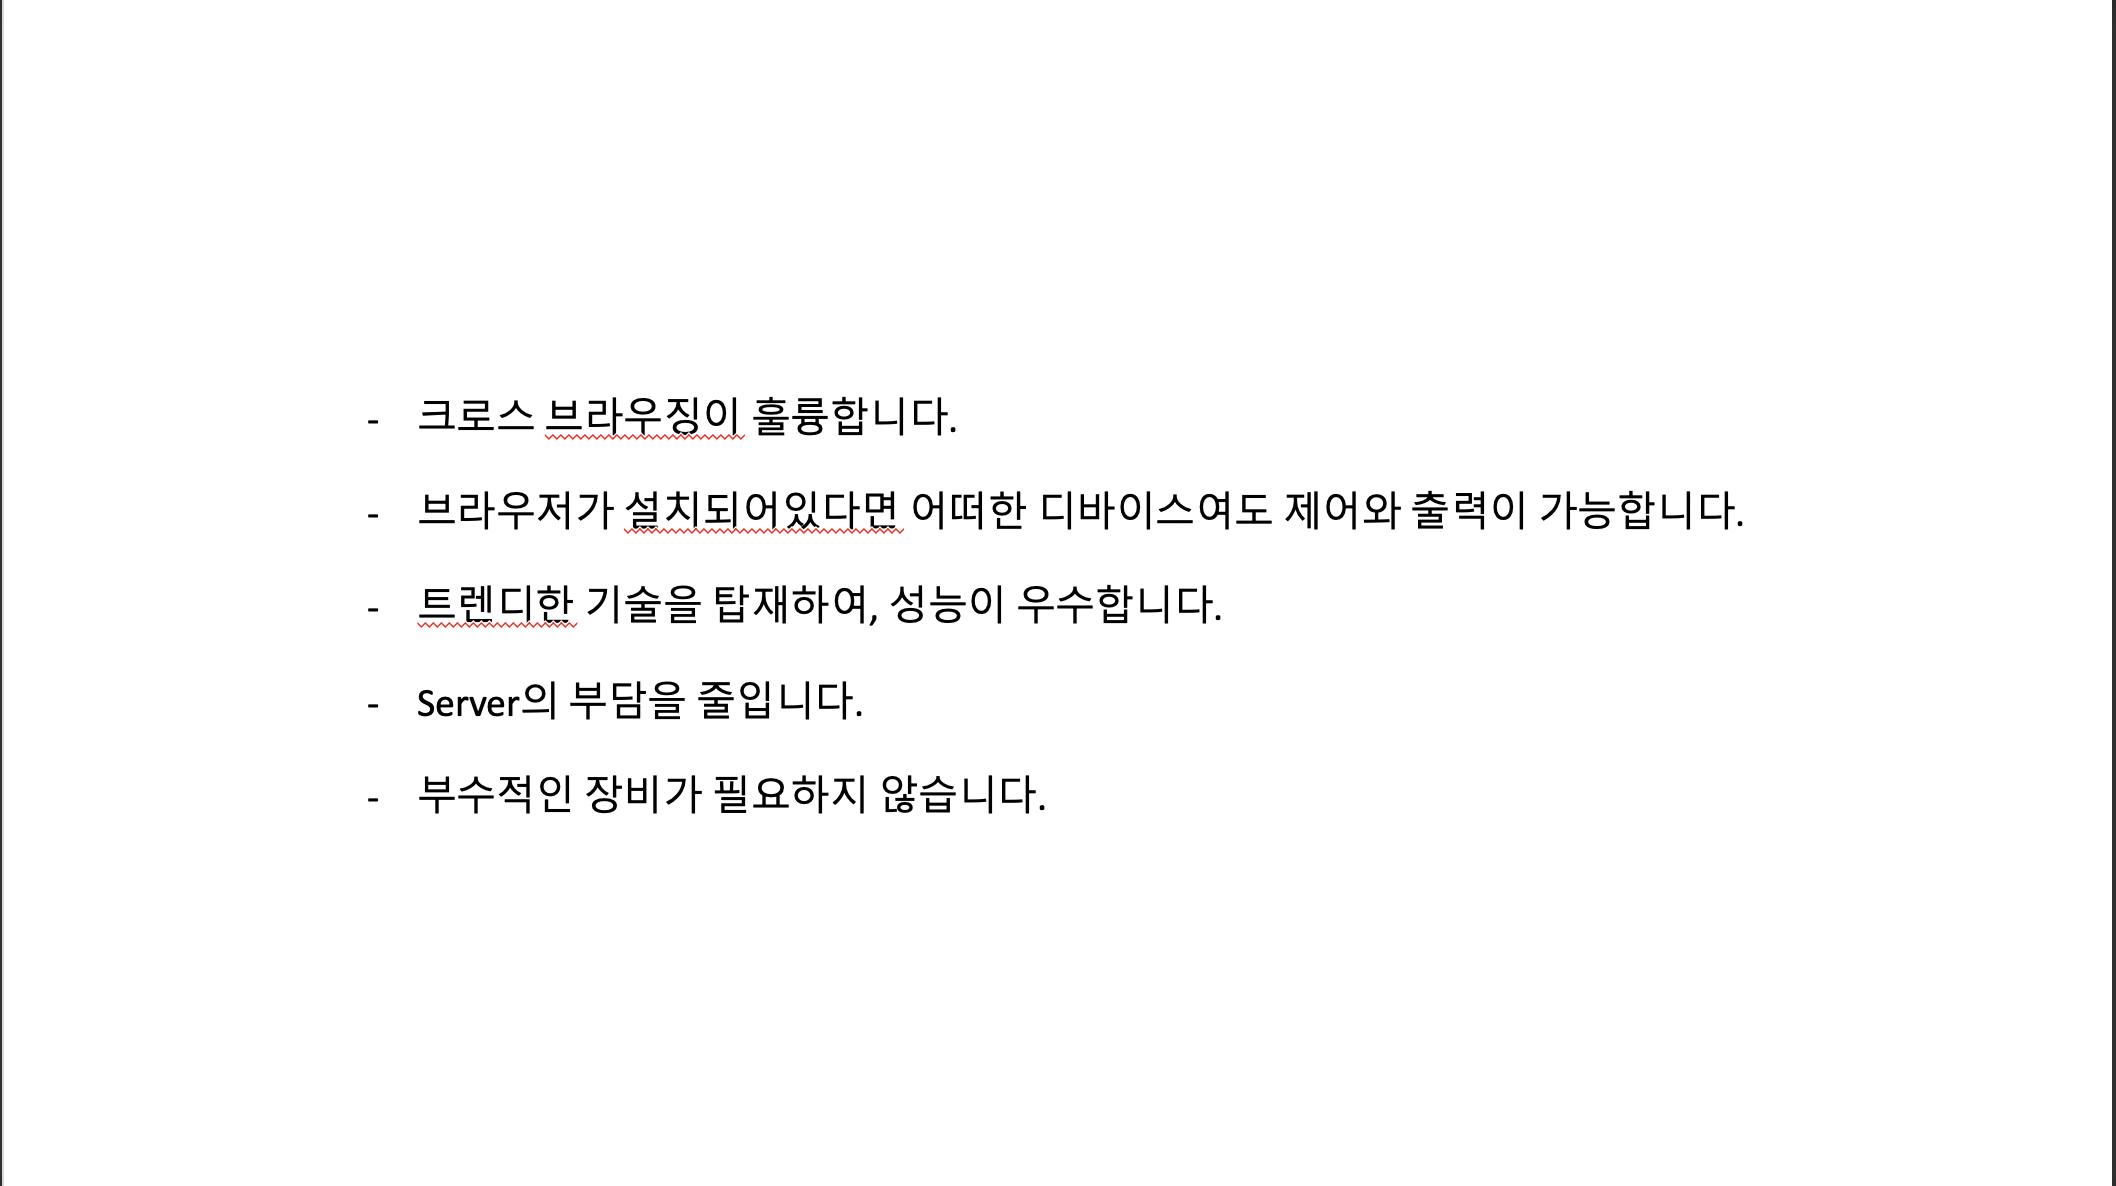 - 크로스 브라우징이 훌륭합니다.
- 브라우저가 설치되어있다면 어떠한 디바이스여도 제어와 출력이 가능합니다.
- 트렌디한 기술을 탑재하여, 성능이 우수합니다.
- Server의 부담을 줄입니다.
- 부수적인 장비가 필요하지 않습니다.